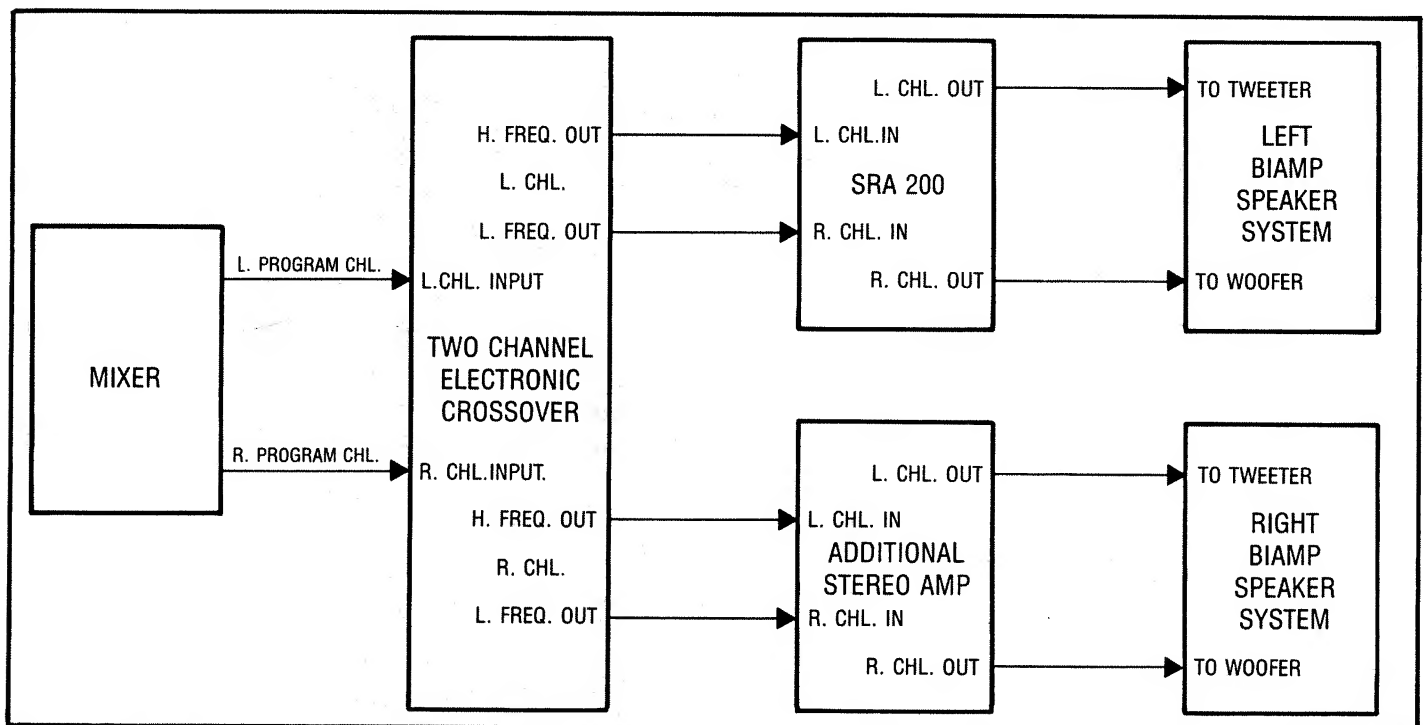 MIXER
L. PROGRAM CHL.
R. PROGRAM CHL.
H. FREQ. OUT
L. CHL.
L. FREQ. OUT
L.CHL. INPUT
TWO CHANNEL
ELECTRONIC
CROSSOVER
R. CHL.INPUT.
H. FREQ. OUT
R. CHL.
L. FREQ. OUT
L. CHL. OUT
L. CHL.IN
SRA 200
R. CHL. IN
R. CHL. OUT
TO TWEETER
LEFT
BIAMP
SPEAKER
SYSTEM
TO WOOFER
L. CHL. OUT
L. CHL. IN
ADDITIONAL
STEREO AMP
R. CHL. IN
R. CHL. OUT
TO TWEETER
RIGHT
BIAMP
SPEAKER
SYSTEM
TO WOOFER